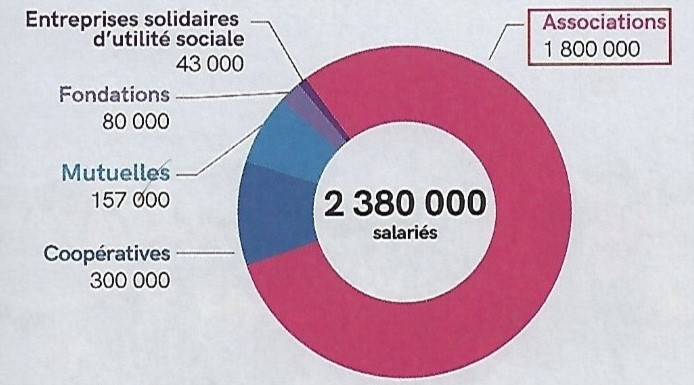 Entreprises solidaires
d'utilité sociale
43 000
Fondations
80 000
Mutuelles
157 000
Coopératives
300 000
Associations
1 800 000
2 380 000
salariés